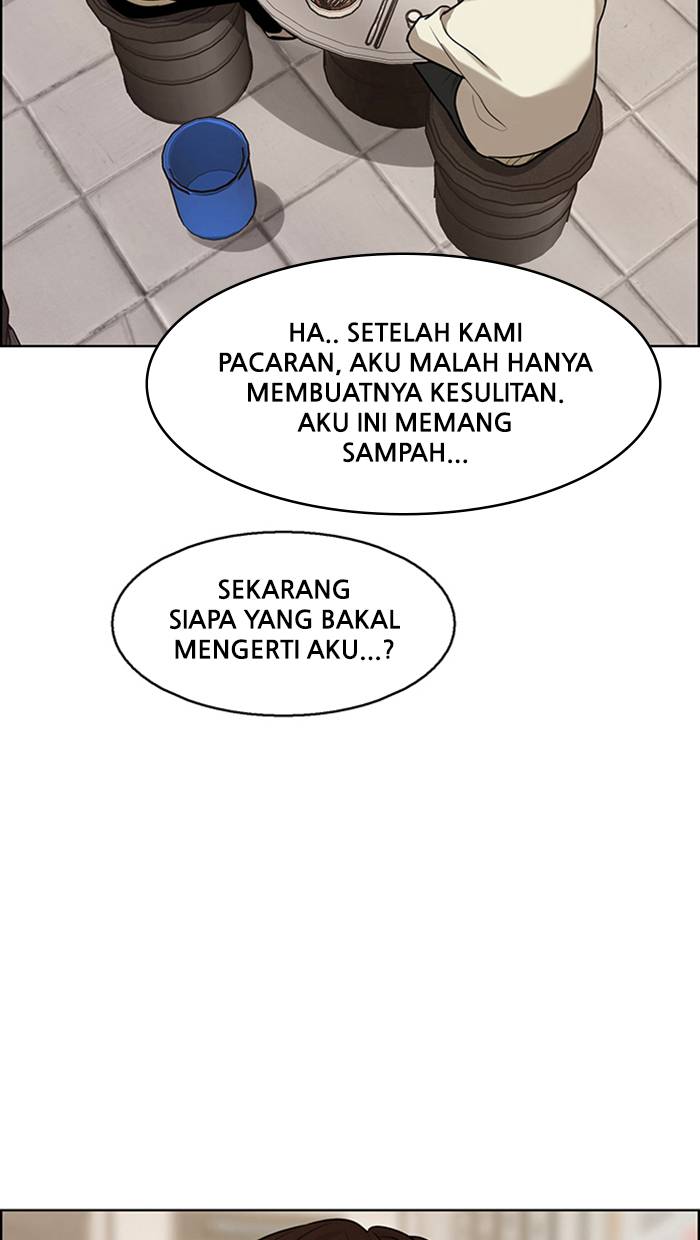 HA.. SETELAH KAMI
PACARAN, AKU MALAH HANYA
MEMBUATNYA KESULITAN.
AKU INI MEMANG
SAMPAH...
SEKARANG
SIAPA YANG BAKAL
MENGERTI AKU...?